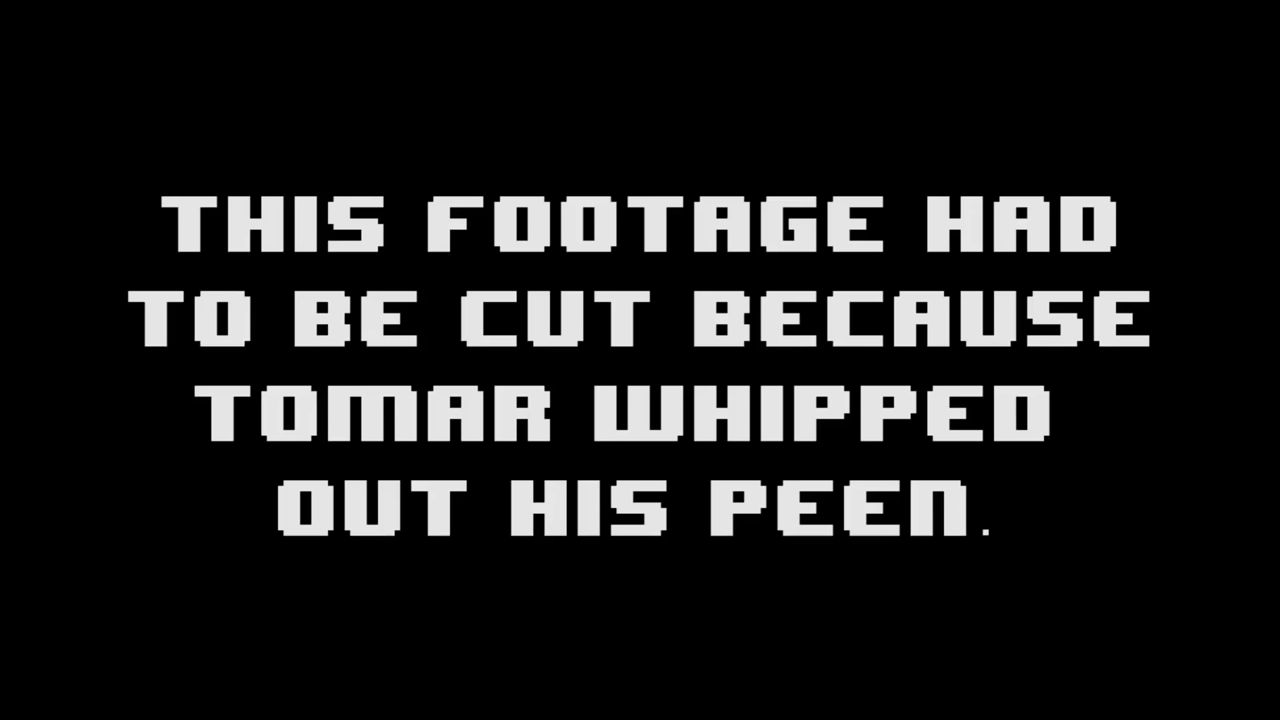 THIS FOOTAGE HAD
TO BE CUT BECAUSE
TOMAR WHIPPED
OUT HIS PEEN.